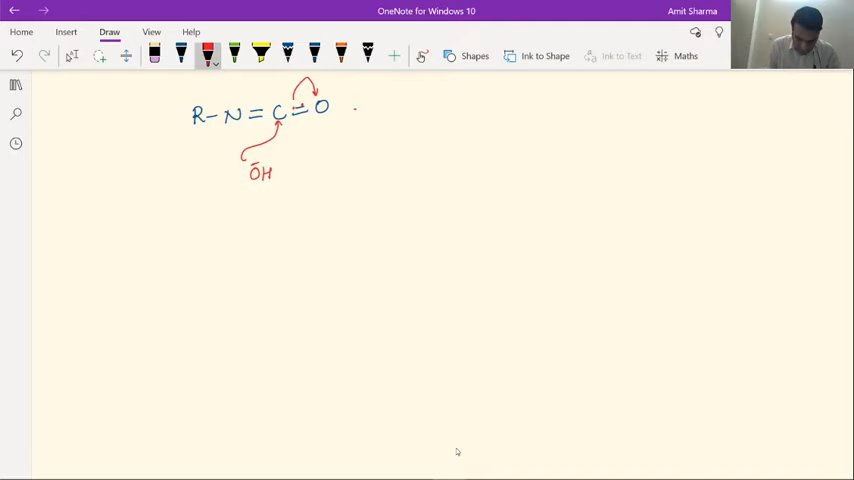 OneNote for Windows 10
Amit Sharma
Home Insert Draw View Help
Shapes Ink to Shape Ink to Text Maths
R-N=C=O
ŌH